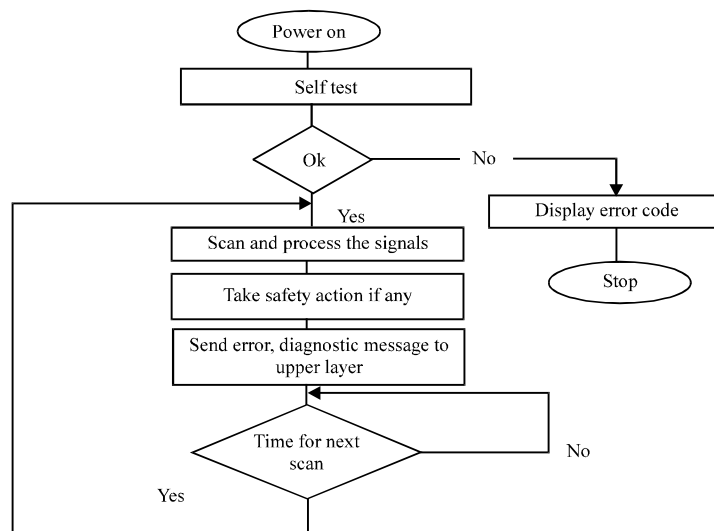 Power on
Self test
Ok
No
Display error code
Stop
Yes
Scan and process the signals
Take safety action if any
Send error, diagnostic message to
upper layer
Time for next
scan
No
Yes